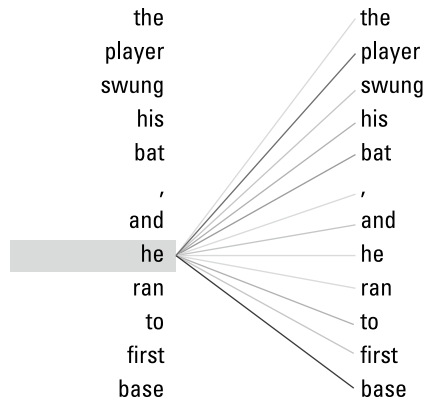 the the
player player
swung swung
his his
bat bat
, ,
and and
he he
ran ran
to to
first first
base base